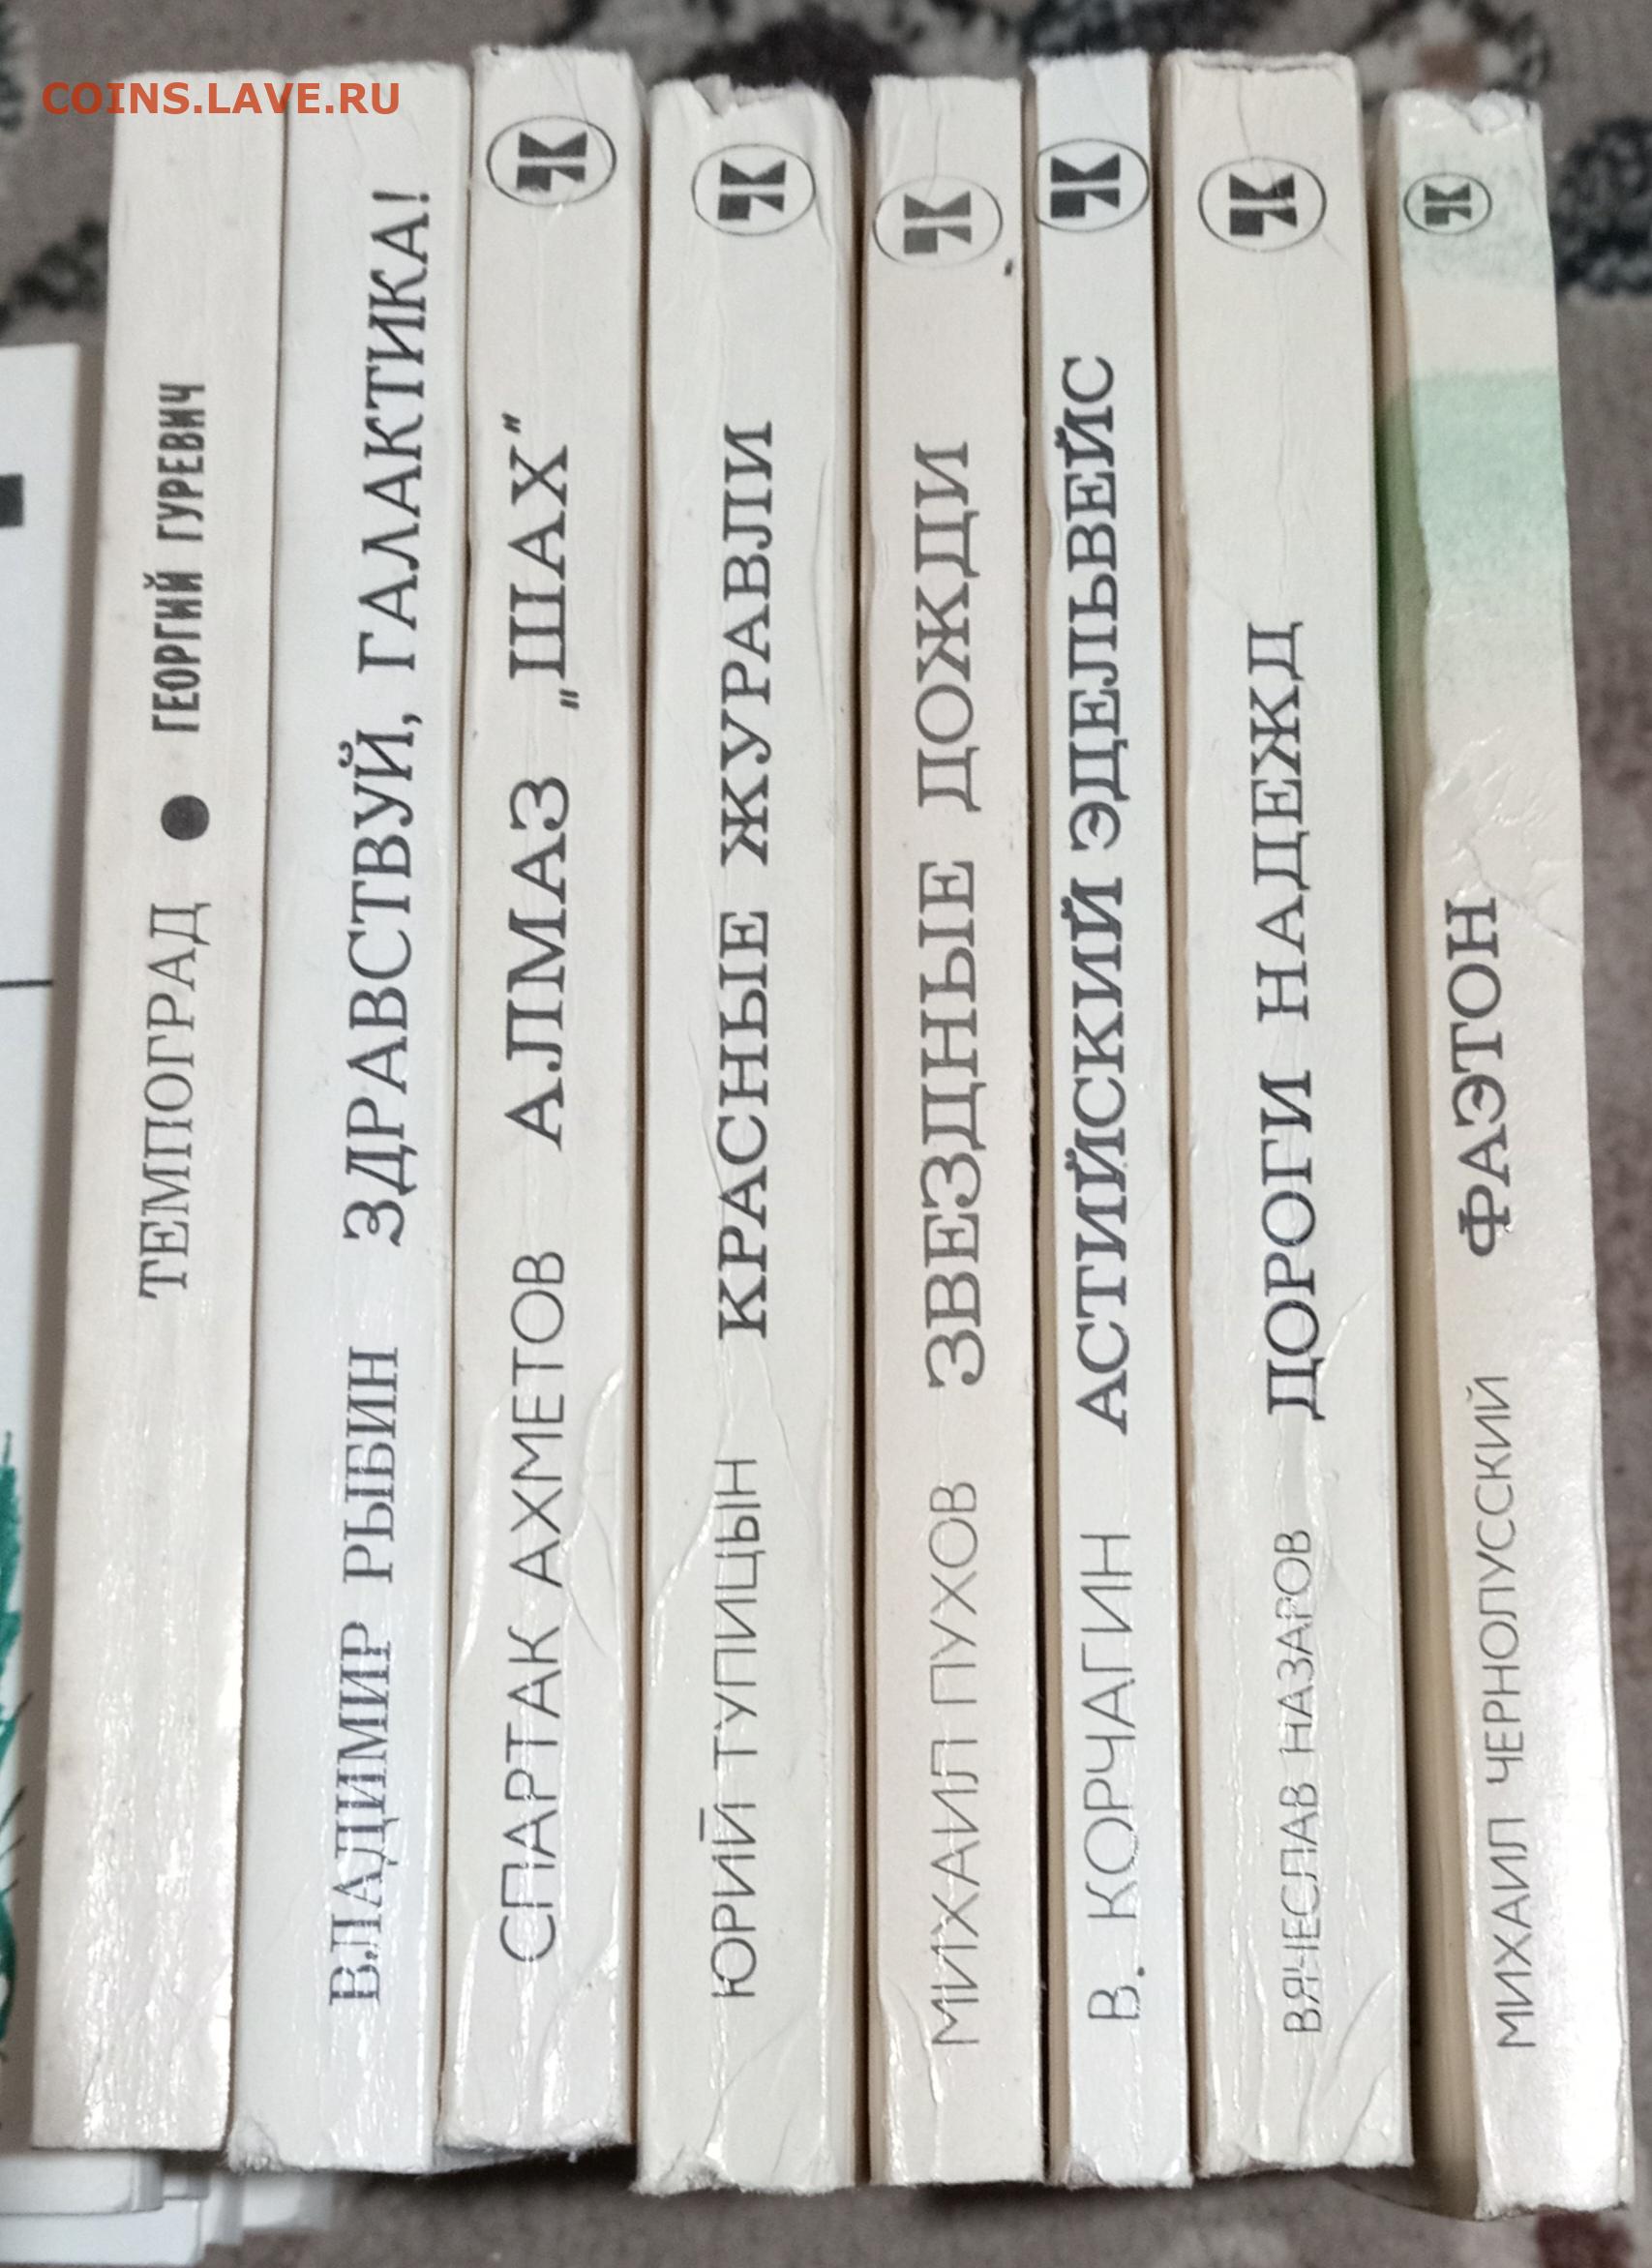 COINS.LAVE.RU
ТЕМПОГРАД ● ГЕОРГИЙ ГУРЕВИЧ
ВЛАДИМИР РЫБИН ЗДРАВСТВУЙ, ГАЛАКТИКА!
СПАРТАК АХМЕТОВ АЛМАЗ „ШАХ”
ЮРИЙ ТУПИЦЫН КРАСНЫЕ ЖУРАВЛИ
МИХАИЛ ПУХОВ ЗВЕЗДНЫЕ ДОЖДИ
В. КОРЧАГИН АСТИЙСКИЙ ЭДЕЛЬВЕЙС
ВЯЧЕСЛАВ НАЗАРОВ ДОРОГИ НАДЕЖД
МИХАИЛ ЧЕРНОЛУССКИЙ ФАЭТОН